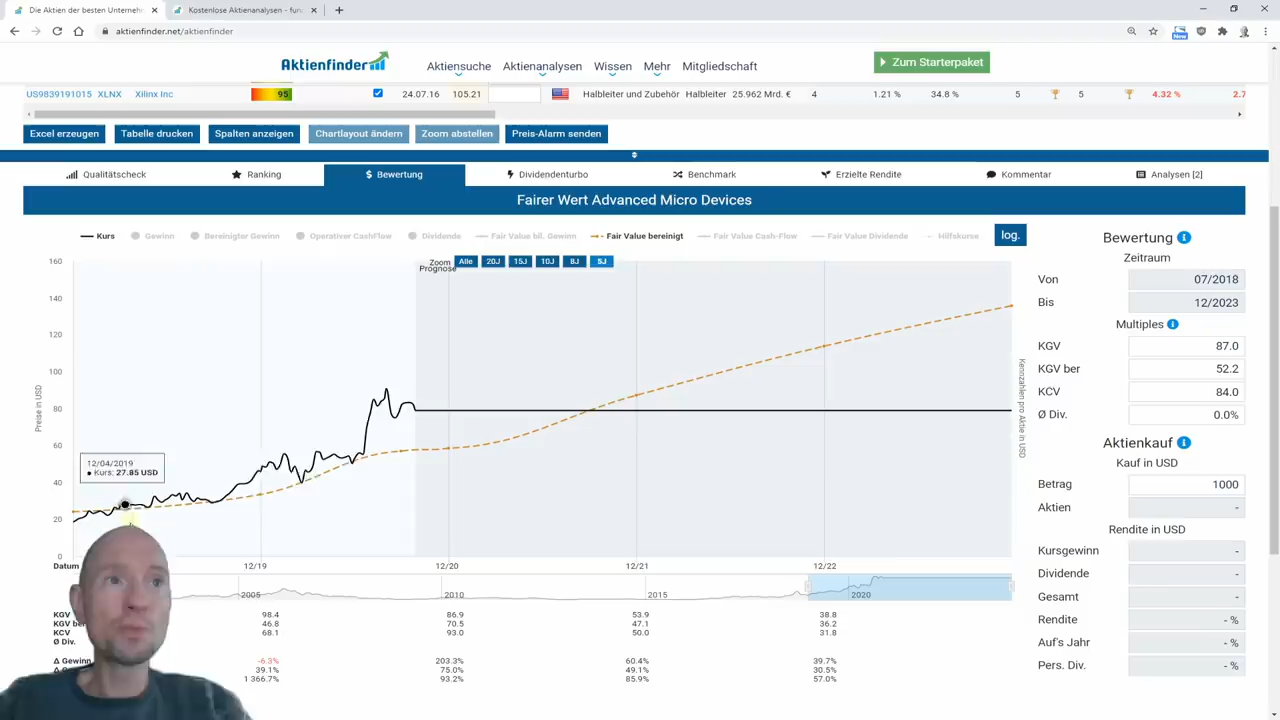 Die Aktien der besten Unternehm
Kostenlose Aktienanalysen - fun
aktienfinder.net/aktienfinder
New
Aktienfinder
Aktiensuche Aktienanalysen Wissen Mehr Mitgliedschaft
Zum Starterpaket
US9839191015 XLNX Xilinx Inc 95 24.07.16 105.21 Halbleiter und Zubehör Halbleiter 25.962 Mrd. € 4 1.21 % 34.8 % 5 5 4.32 % 2.7
Excel erzeugen Tabelle drucken Spalten anzeigen Chartlayout ändern Zoom abstellen Preis-Alarm senden
Qualitätscheck Ranking $ Bewertung Dividendenturbo Benchmark Erzielte Rendite Kommentar Analysen [2]
Fairer Wert Advanced Micro Devices
Kurs Gewinn Bereinigter Gewinn Operativer CashFlow Dividende Fair Value bil. Gewinn Fair Value bereinigt Fair Value Cash-Flow Fair Value Dividende Hilfskurse log.
Zoom Alle 20J 15J 10J 8J 5J
Prognose
160
140
120
100
80
60
40
20
0
Preise in USD
Kennzahlen pro Aktie in USD
12/04/2019
Kurs: 27.85 USD
Datum 12/19 12/20 12/21 12/22
2005 2010 2015 2020
KGV 98.4 86.9 53.9 38.8
KGV ber 46.8 70.5 47.1 36.2
KCV 68.1 93.0 50.0 31.8
Ø Div.
Δ Gewinn -6.3% 203.3% 60.4% 39.7%
39.1% 75.0% 49.1% 30.5%
1 366.7% 93.2% 85.9% 57.0%
Bewertung
Zeitraum
Von 07/2018
Bis 12/2023
Multiples
KGV 87.0
KGV ber 52.2
KCV 84.0
Ø Div. 0.0%
Aktienkauf
Kauf in USD
Betrag 1000
Aktien -
Rendite in USD
Kursgewinn -
Dividende -
Gesamt -
Rendite - %
Auf's Jahr - %
Pers. Div. - %